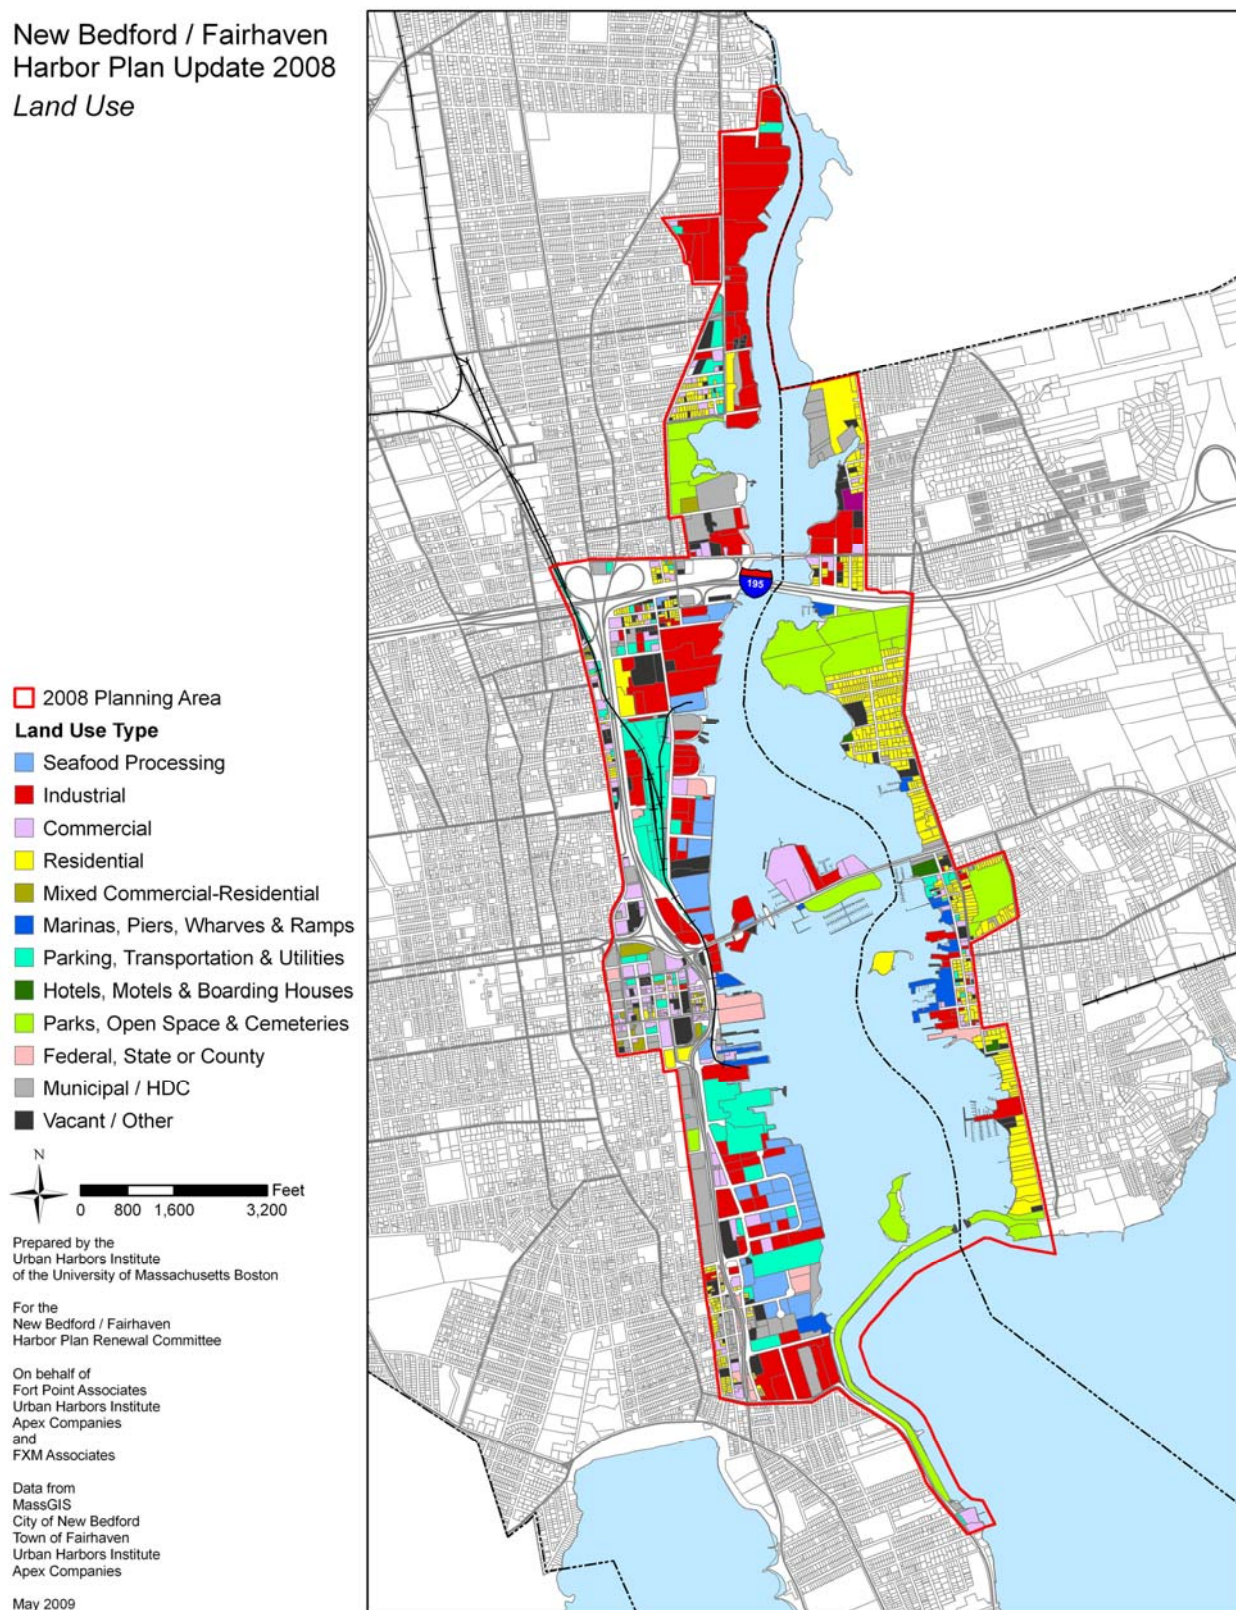 New Bedford / Fairhaven
Harbor Plan Update 2008
Land Use
195
2008 Planning Area
Land Use Type
Seafood Processing
Industrial
Commercial
Residential
Mixed Commercial-Residential
Marinas, Piers, Wharves & Ramps
Parking, Transportation & Utilities
Hotels, Motels & Boarding Houses
Parks, Open Space & Cemeteries
Federal, State or County
Municipal / HDC
Vacant / Other
N
Feet
0 800 1,600 3,200
Prepared by the
Urban Harbors Institute
of the University of Massachusetts Boston
For the
New Bedford / Fairhaven
Harbor Plan Renewal Committee
On behalf of
Fort Point Associates
Urban Harbors Institute
Apex Companies
and
FXM Associates
Data from
MassGIS
City of New Bedford
Town of Fairhaven
Urban Harbors Institute
Apex Companies
May 2009